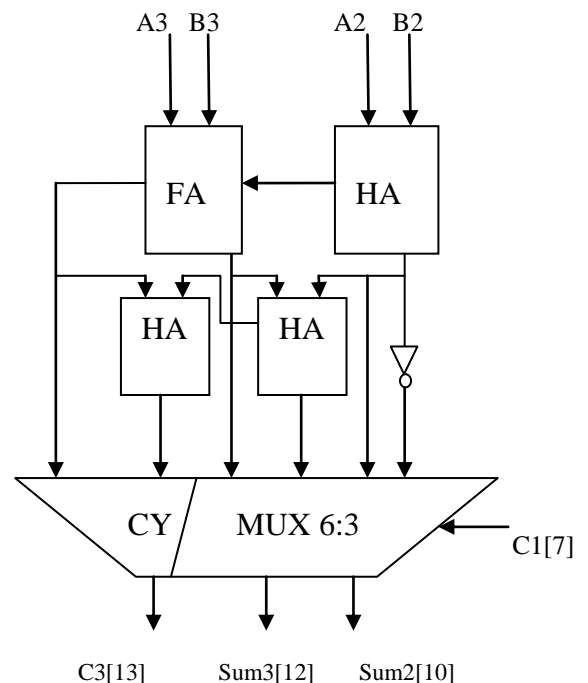 A3 B3 A2 B2
FA HA
HA HA
CY MUX 6:3
C1[7]
C3[13] Sum3[12] Sum2[10]